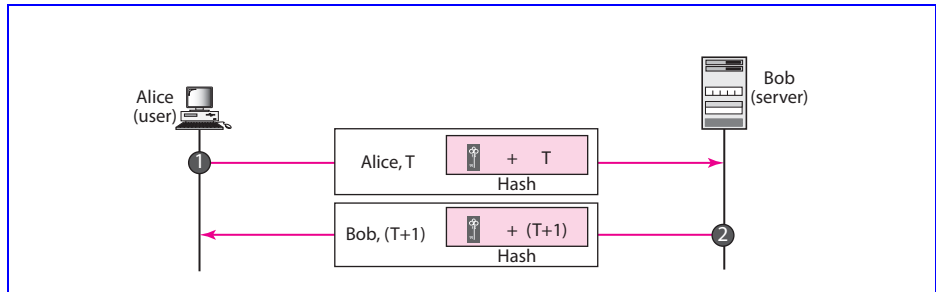 Alice
(user)
Bob
(server)
1
Alice, T
+ T
Hash
Bob, (T+1)
+ (T+1)
Hash
2